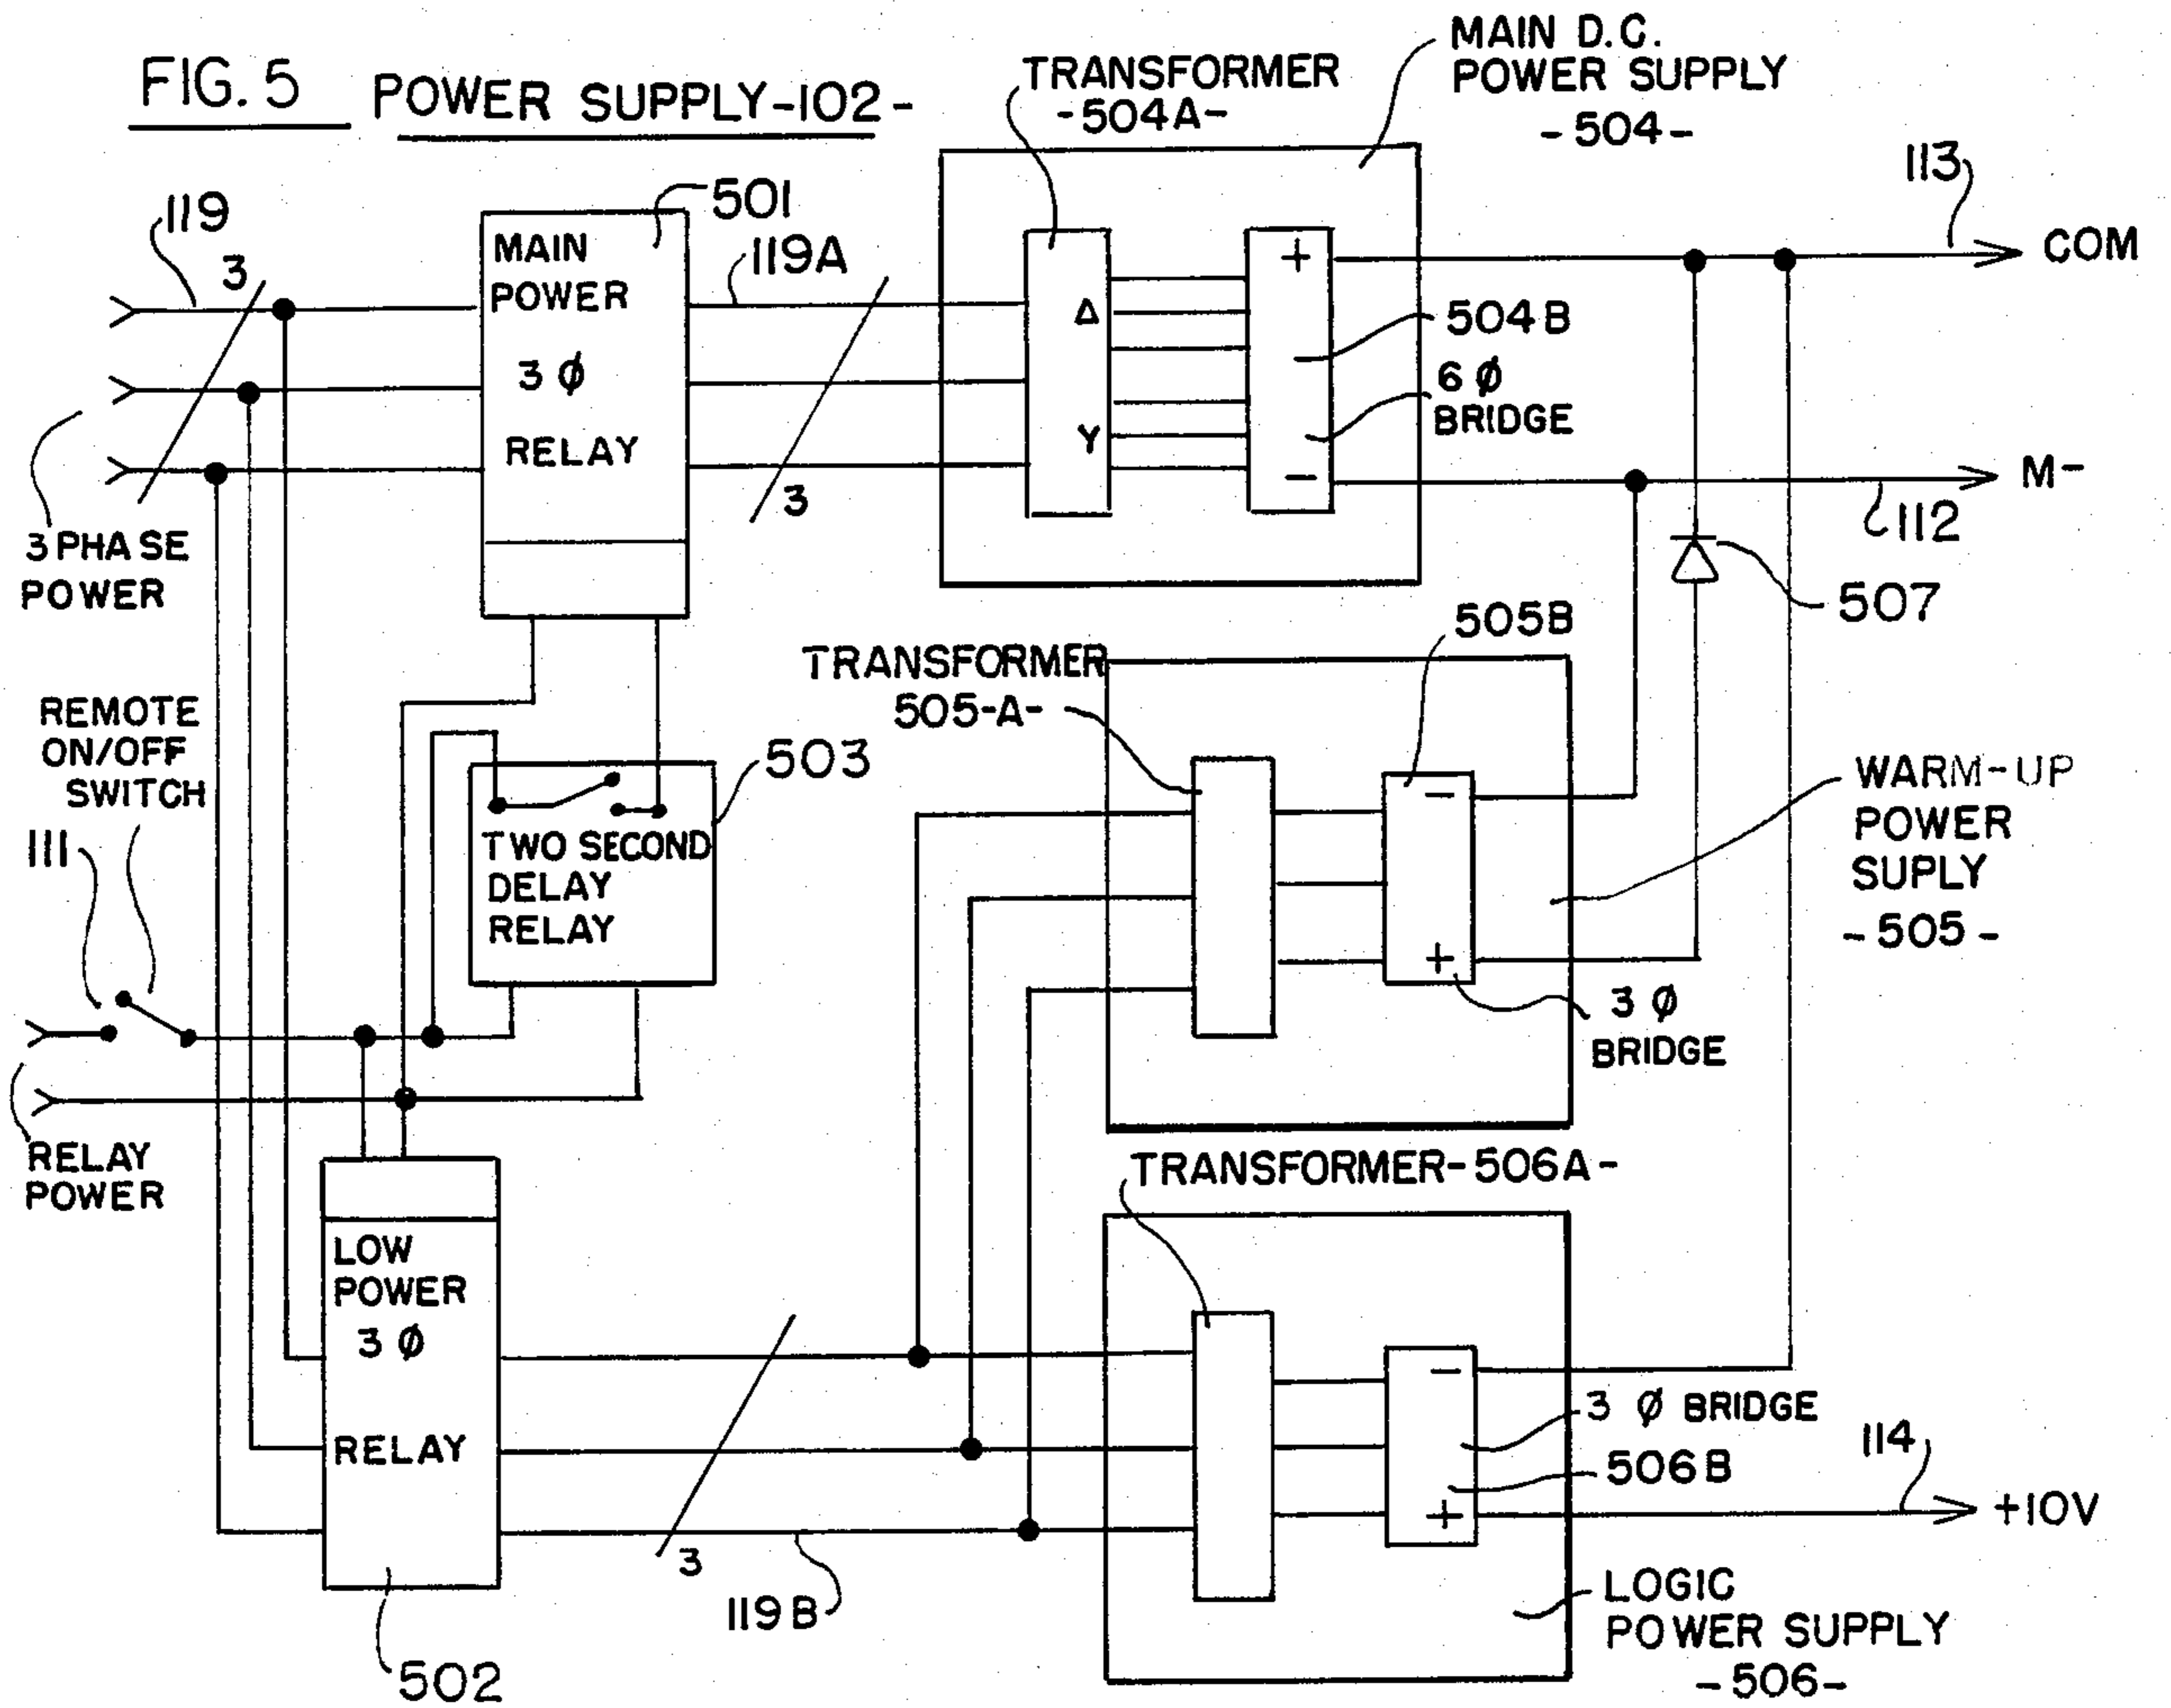 FIG. 5
POWER SUPPLY-102-
MAIN D.C.
POWER SUPPLY
-504-
TRANSFORMER
-504A-
113
COM
119
3
501
MAIN
POWER
3 Ø
RELAY
119A
3
Δ
Y
+
-
504B
6 Ø
BRIDGE
M-
112
3 PHASE
POWER
507
505B
TRANSFORMER
505-A-
REMOTE
ON/OFF
SWITCH
111
503
TWO SECOND
DELAY
RELAY
-
+
WARM-UP
POWER
SUPLY
-505-
3 Ø
BRIDGE
RELAY
POWER
TRANSFORMER-506A-
LOW
POWER
3 Ø
RELAY
-
+
3 Ø BRIDGE
506B
114
+10V
3
119B
502
LOGIC
POWER SUPPLY
-506-